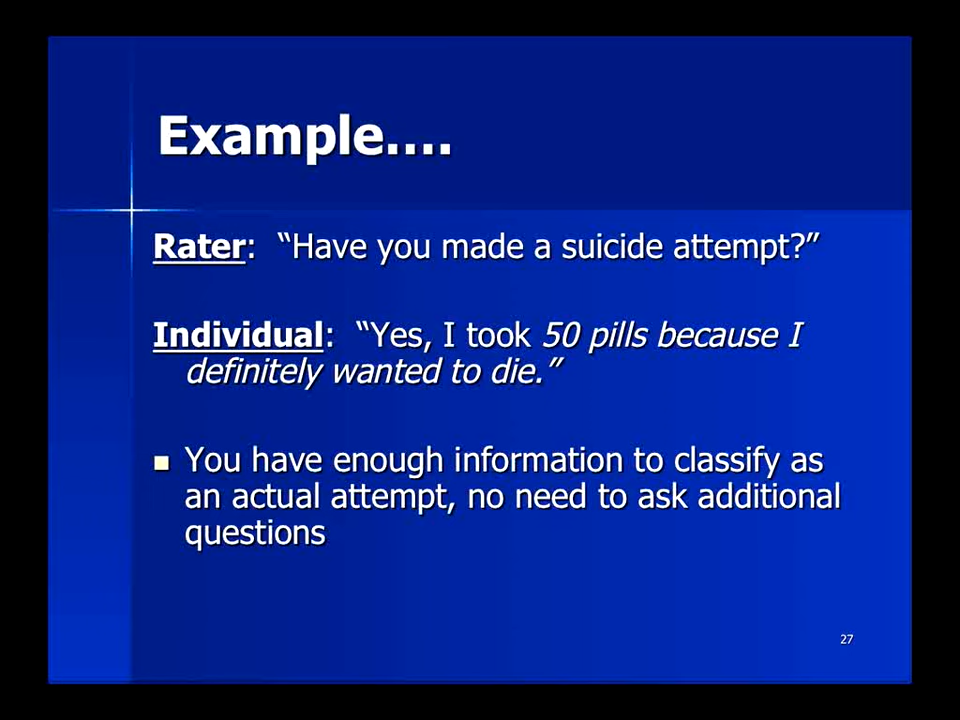 Example....
Rater: “Have you made a suicide attempt?”
Individual: “Yes, I took 50 pills because I
definitely wanted to die.”
You have enough information to classify as
an actual attempt, no need to ask additional
questions
27